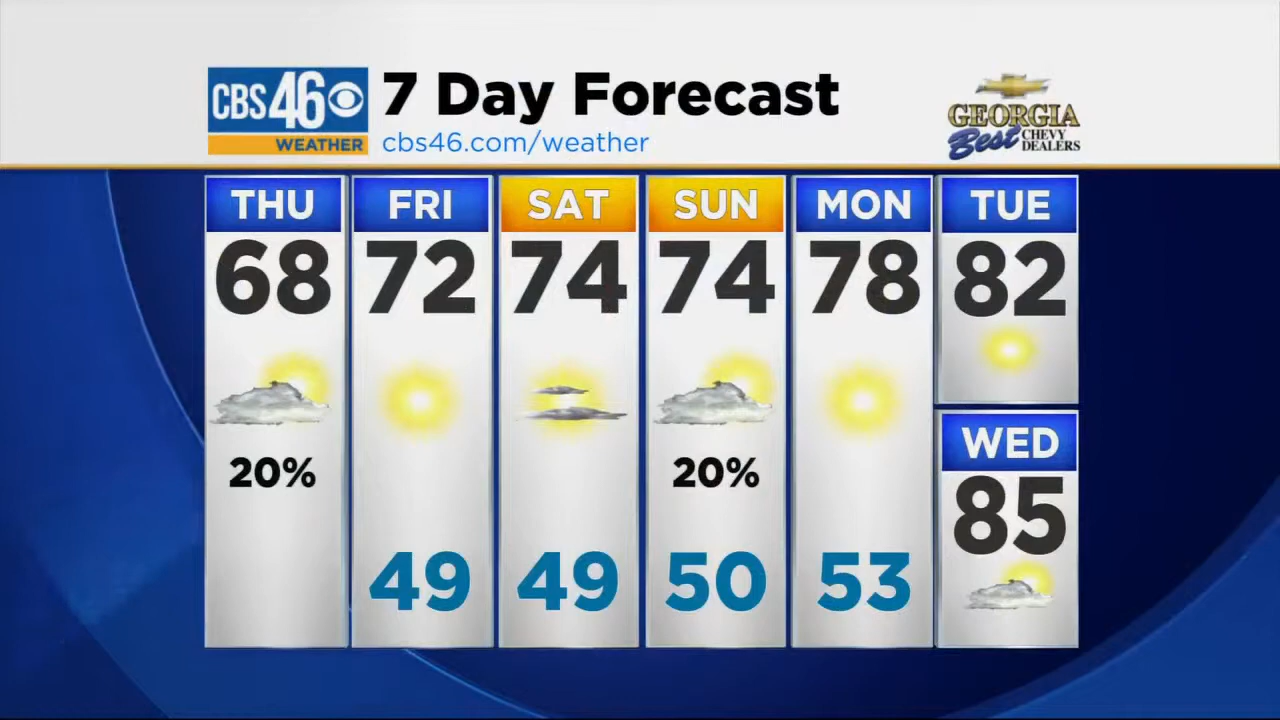 CBS46
WEATHER
7 Day Forecast
cbs46.com/weather
GEORGIA
Best CHEVY
DEALERS
THU
68
20%
FRI
72
49
SAT
74
49
SUN
74
20%
50
MON
78
53
TUE
82
WED
85